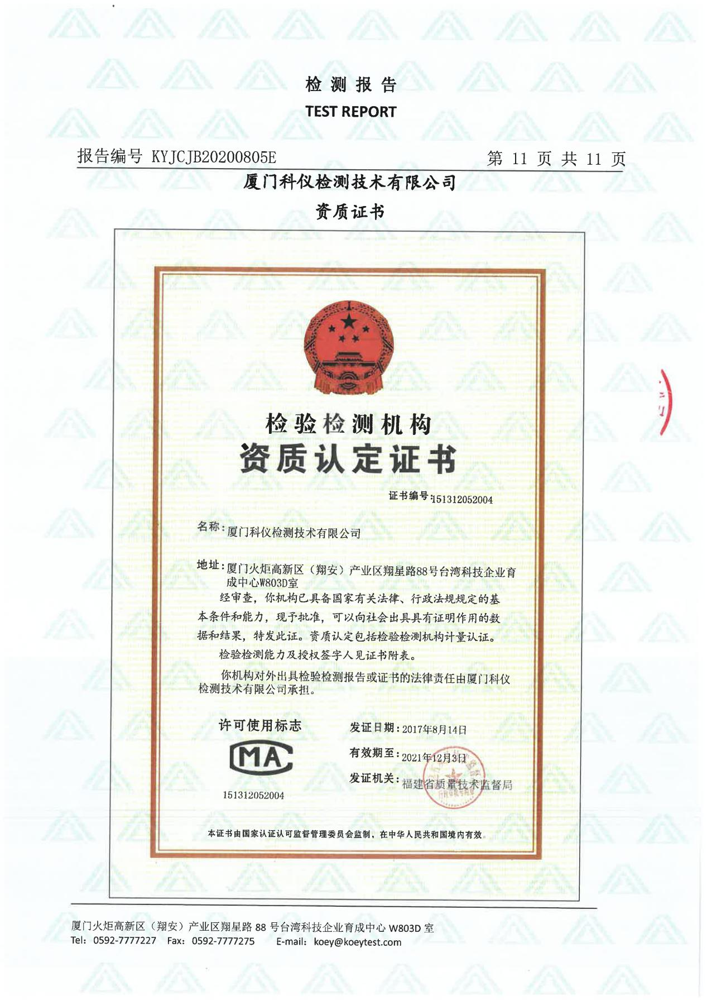 检测报告
TEST REPORT
报告编号 KYJCJB20200805E
第 11 页 共 11 页
厦门科仪检测技术有限公司
资质证书
检验检测机构
资质认定证书
证书编号:151312052004
名称:厦门科仪检测技术有限公司
地址:厦门火炬高新区（翔安）产业区翔星路88号台湾科技企业育
成中心W803D室
经审查，你机构已具备国家有关法律、行政法规规定的基
本条件和能力，现予批准，可以向社会出具具有证明作用的数
据和结果，特发此证。资质认定包括检验检测机构计量认证。
检验检测能力及授权签字人见证书附表。
你机构对外出具检验检测报告或证书的法律责任由厦门科仪
检测技术有限公司承担。
许可使用标志
MA
151312052004
发证日期:2017年8月14日
有效期至:2021年12月3日
发证机关:福建省质量技术监督局
本证书由国家认证认可监督管理委员会监制，在中华人民共和国境内有效。
厦门火炬高新区（翔安）产业区翔星路 88 号台湾科技企业育成中心 W803D 室
Tel: 0592-7777227 Fax: 0592-7777275 E-mail: koey@koeytest.com